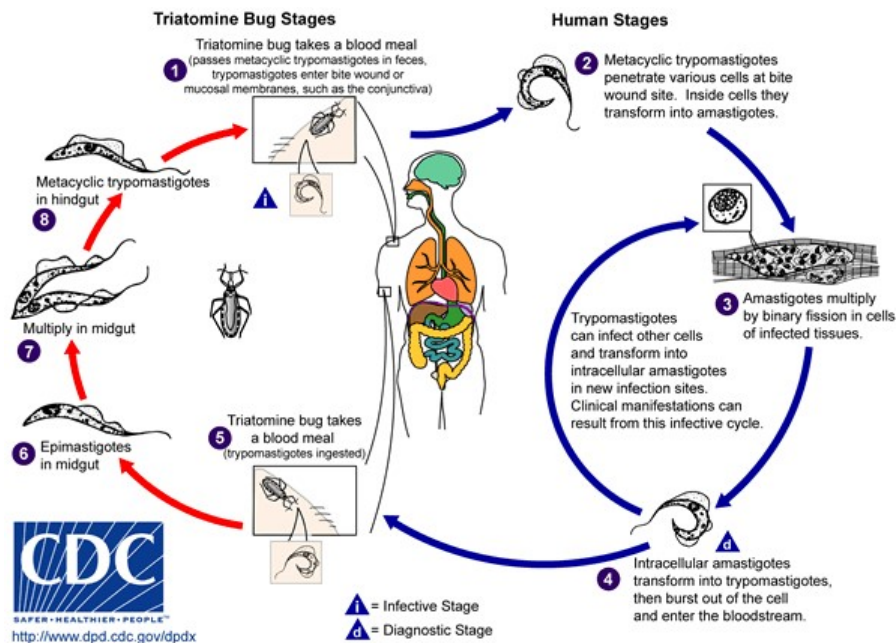 Triatomine Bug Stages
Human Stages
Triatomine bug takes a blood meal
(passes metacyclic trypomastigotes in feces,
trypomastigotes enter bite wound or
mucosal membranes, such as the conjunctiva)
1
i
2
Metacyclic trypomastigotes
penetrate various cells at bite
wound site. Inside cells they
transform into amastigotes.
3
Amastigotes multiply
by binary fission in cells
of infected tissues.
Trypomastigotes
can infect other cells
and transform into
intracellular amastigotes
in new infection sites.
Clinical manifestations can
result from this infective cycle.
d
4
Intracellular amastigotes
transform into trypomastigotes,
then burst out of the cell
and enter the bloodstream.
5
Triatomine bug takes
a blood meal
(trypomastigotes ingested)
6
Epimastigotes
in midgut
Multiply in midgut
7
Metacyclic trypomastigotes
in hindgut
8
CDC
SAFER·HEALTHIER·PEOPLE™
http://www.dpd.cdc.gov/dpdx
i = Infective Stage
d = Diagnostic Stage